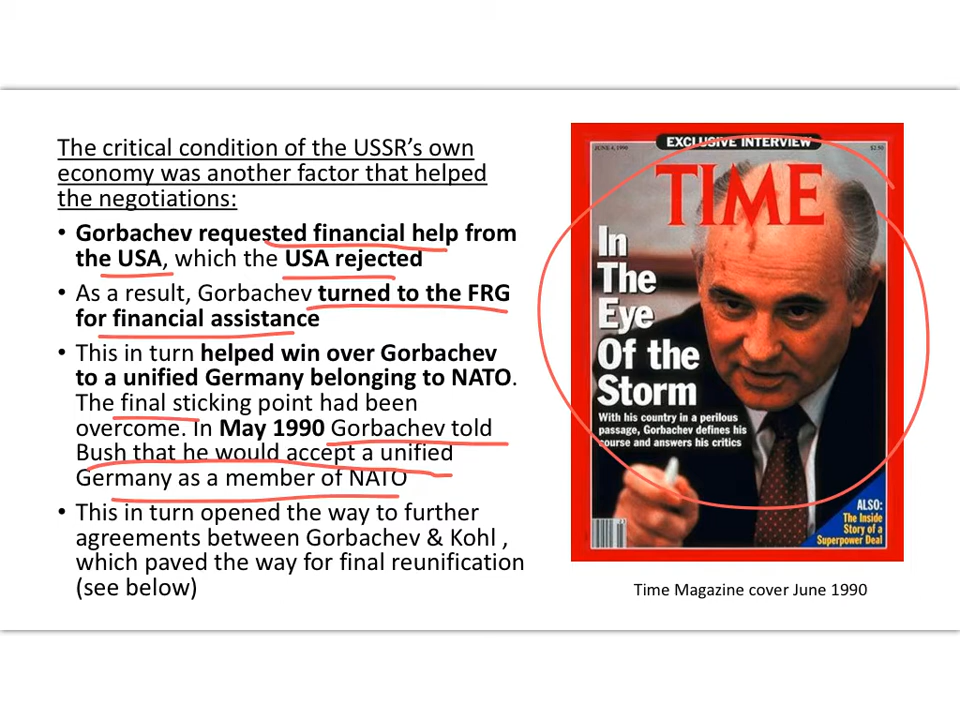 The critical condition of the USSR's own
economy was another factor that helped
the negotiations:
• Gorbachev requested financial help from
the USA, which the USA rejected
• As a result, Gorbachev turned to the FRG
for financial assistance
• This in turn helped win over Gorbachev
to a unified Germany belonging to NATO.
The final sticking point had been
overcome. In May 1990 Gorbachev told
Bush that he would accept a unified
Germany as a member of NATO
• This in turn opened the way to further
agreements between Gorbachev & Kohl ,
which paved the way for final reunification
(see below)
EXCLUSIVE INTERVIEW
JUNE 4, 1990
$2.50
TIME
In
The
Eye
Of the
Storm
With his country in a perilous
passage, Gorbachev defines his
course and answers his critics
ALSO:
The Inside
Story of a
Superpower Deal
Time Magazine cover June 1990